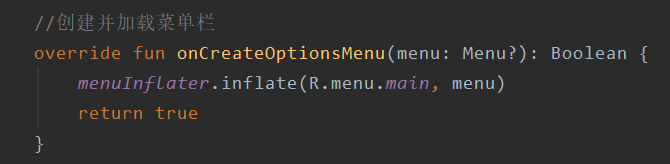 //创建并加载菜单栏
override fun onCreateOptionsMenu(menu: Menu?): Boolean {
    menuInflater.inflate(R.menu.main, menu)
    return true
}